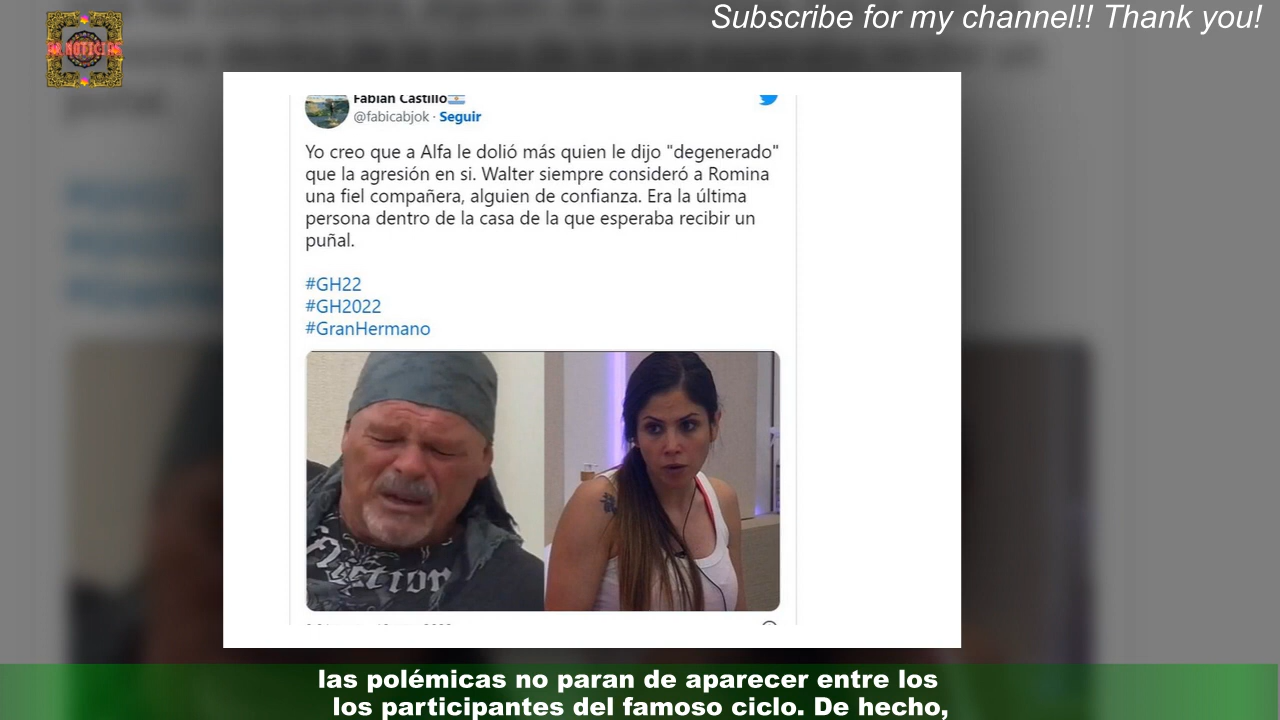 Subscribe for my channel!! Thank you!
Fabian Castillo
@fabicabjok · Seguir
Yo creo que a Alfa le dolió más quien le dijo "degenerado"
que la agresión en si. Walter siempre consideró a Romina
una fiel compañera, alguien de confianza. Era la última
persona dentro de la casa de la que esperaba recibir un
puñal.
#GH22
#GH2022
#GranHermano
las polémicas no paran de aparecer entre los
los participantes del famoso ciclo. De hecho,